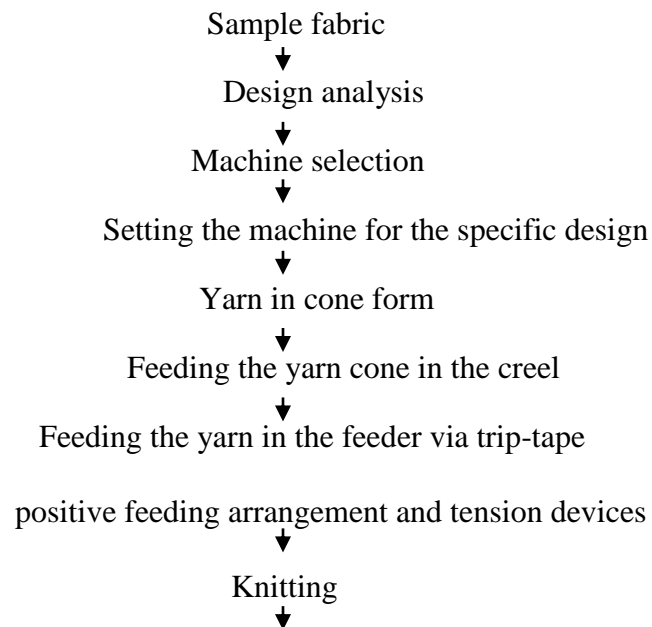 Sample fabric
Design analysis
Machine selection
Setting the machine for the specific design
Yarn in cone form
Feeding the yarn cone in the creel
Feeding the yarn in the feeder via trip-tape
positive feeding arrangement and tension devices
Knitting